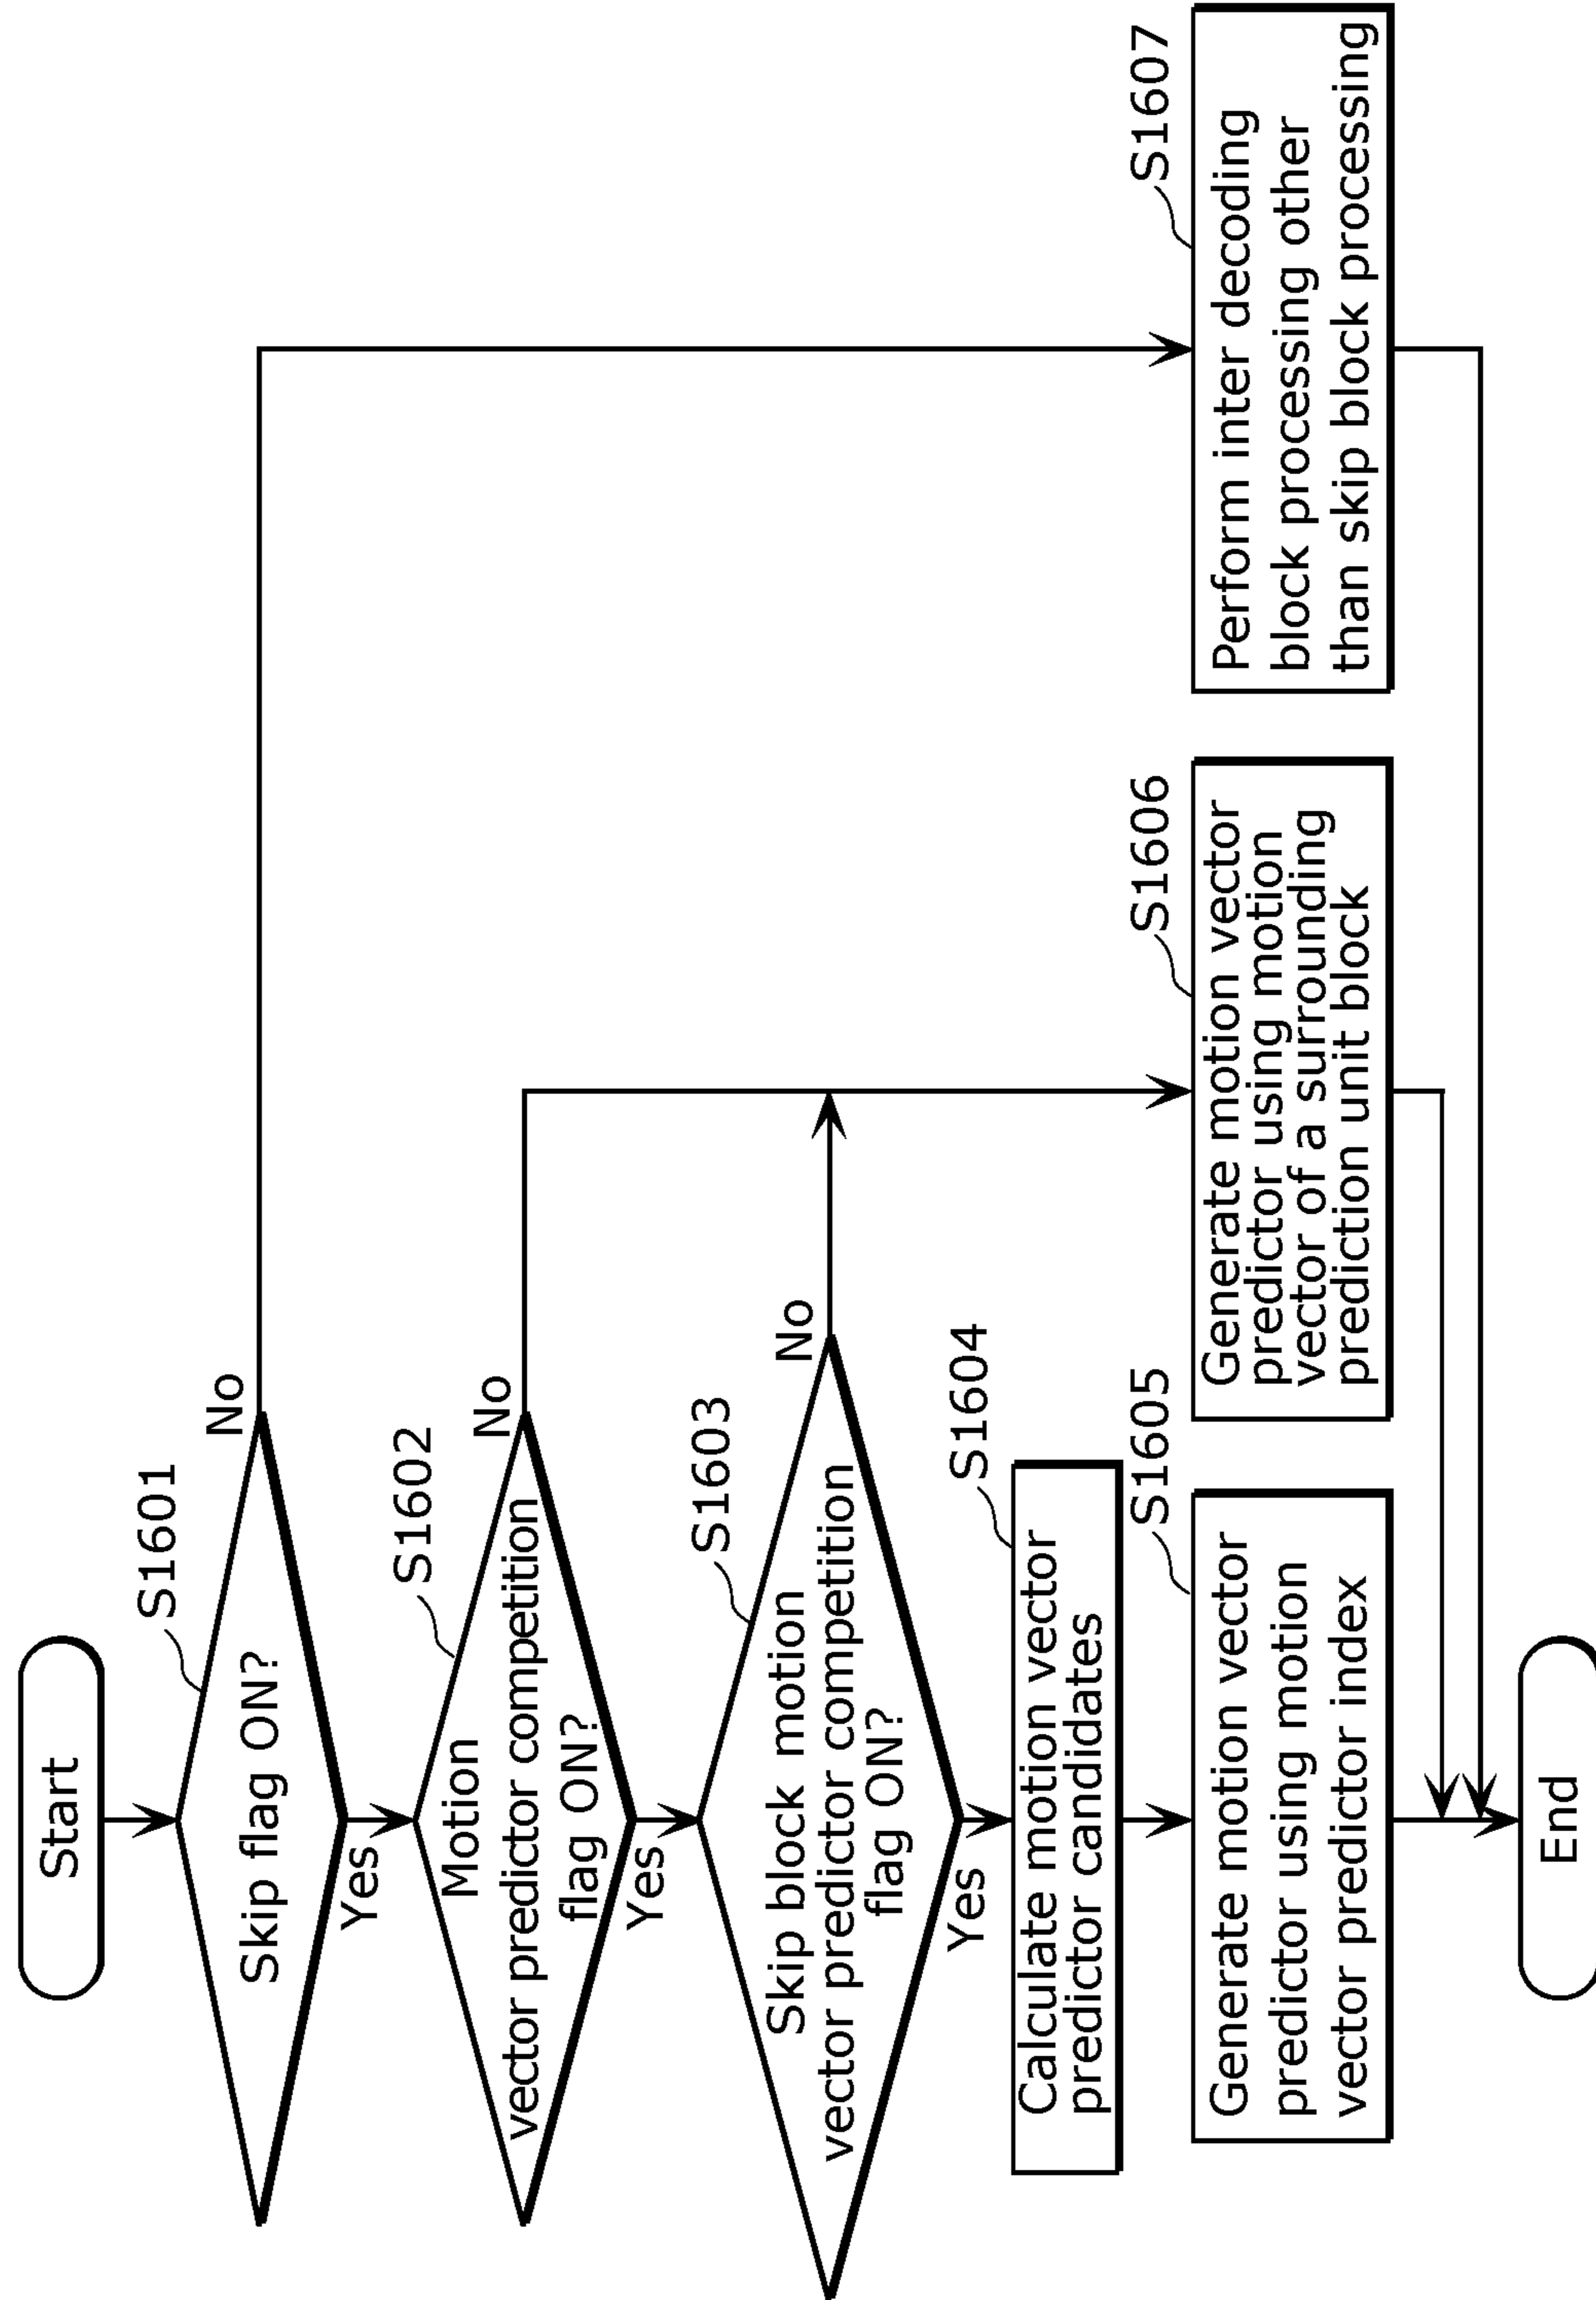 Start
S1601
Skip flag ON?
No
Yes
S1602
Motion
vector predictor competition
flag ON?
No
Yes
S1603
Skip block motion
vector predictor competition
flag ON?
No
Yes
S1604
Calculate motion vector
predictor candidates
S1605
Generate motion vector
predictor using motion
vector predictor index
S1606
Generate motion vector
predictor using motion
vector of a surrounding
prediction unit block
S1607
Perform inter decoding
block processing other
than skip block processing
End